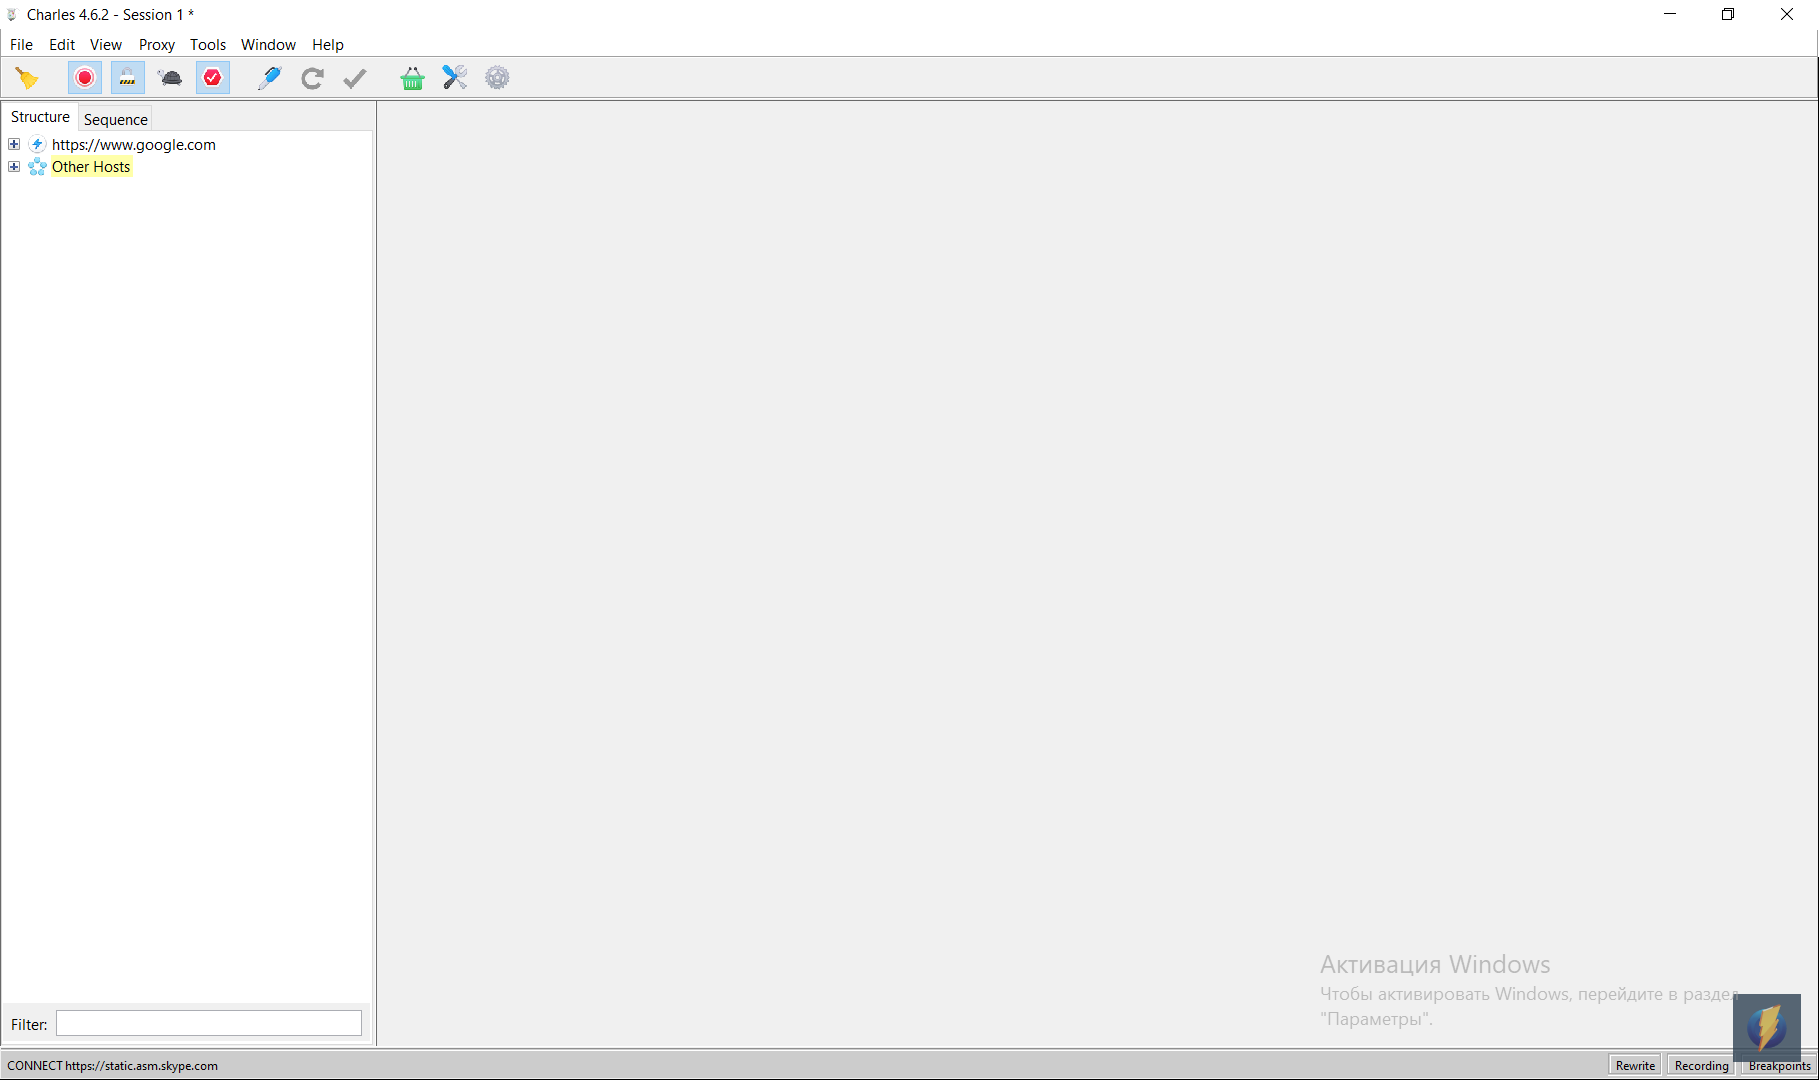 Charles 4.6.2 - Session 1 *
File Edit View Proxy Tools Window Help
Structure Sequence
https://www.google.com
Other Hosts
Активация Windows
Чтобы активировать Windows, перейдите в раздел
"Параметры".
Filter:
CONNECT https://static.asm.skype.com
Rewrite Recording Breakpoints